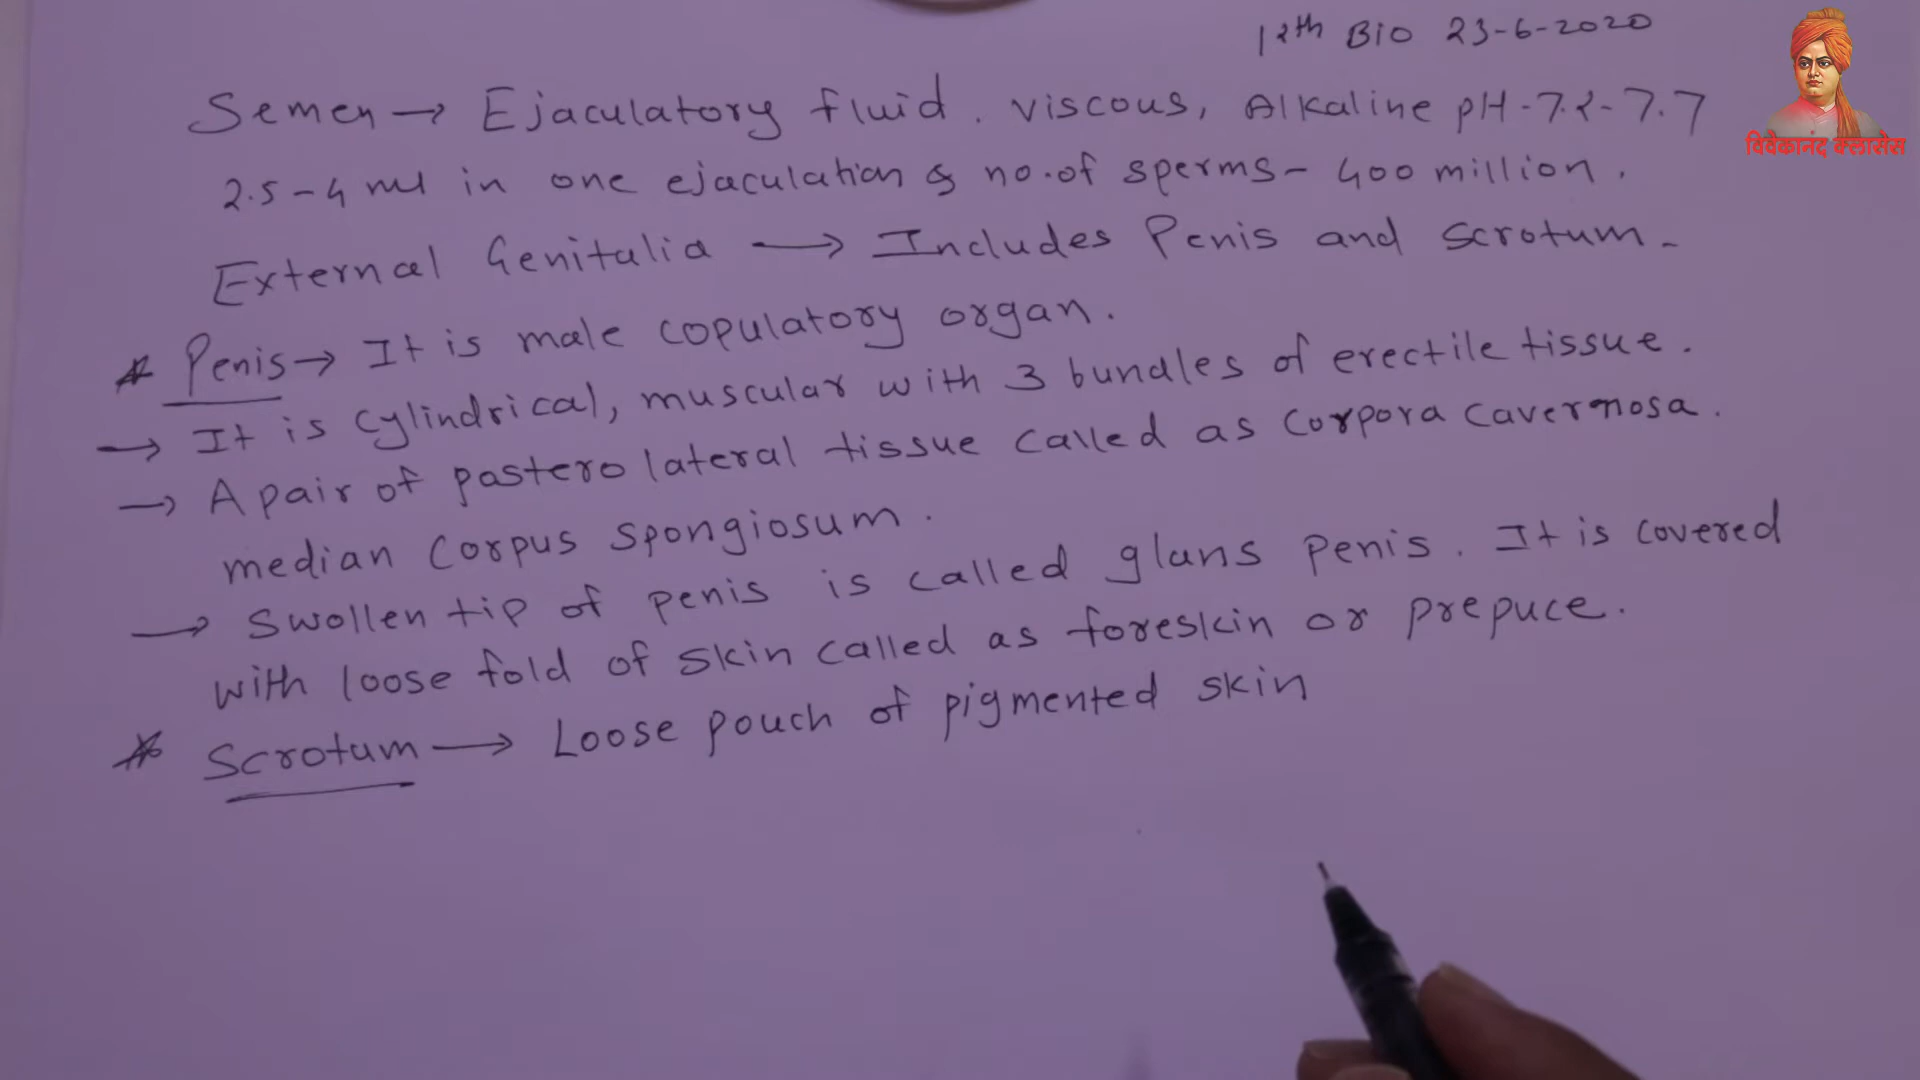 12th BIO 23-6-2020
विवेकानंद क्लासेस
Semen → Ejaculatory fluid. Viscous, Alkaline pH-7.2-7.7
2.5-4 ml in one ejaculation & no.of sperms- 400 million.
External Genitalia → Includes Penis and Scrotum-
* Penis → It is male copulatory organ.
→ It is cylindrical, muscular with 3 bundles of erectile tissue.
→ A pair of postero lateral tissue called as Corpora Cavernosa.
median Corpus Spongiosum.
→ Swollen tip of penis is called glans penis. It is covered
with loose fold of skin called as foreskin or prepuce.
* Scrotum → Loose pouch of pigmented skin